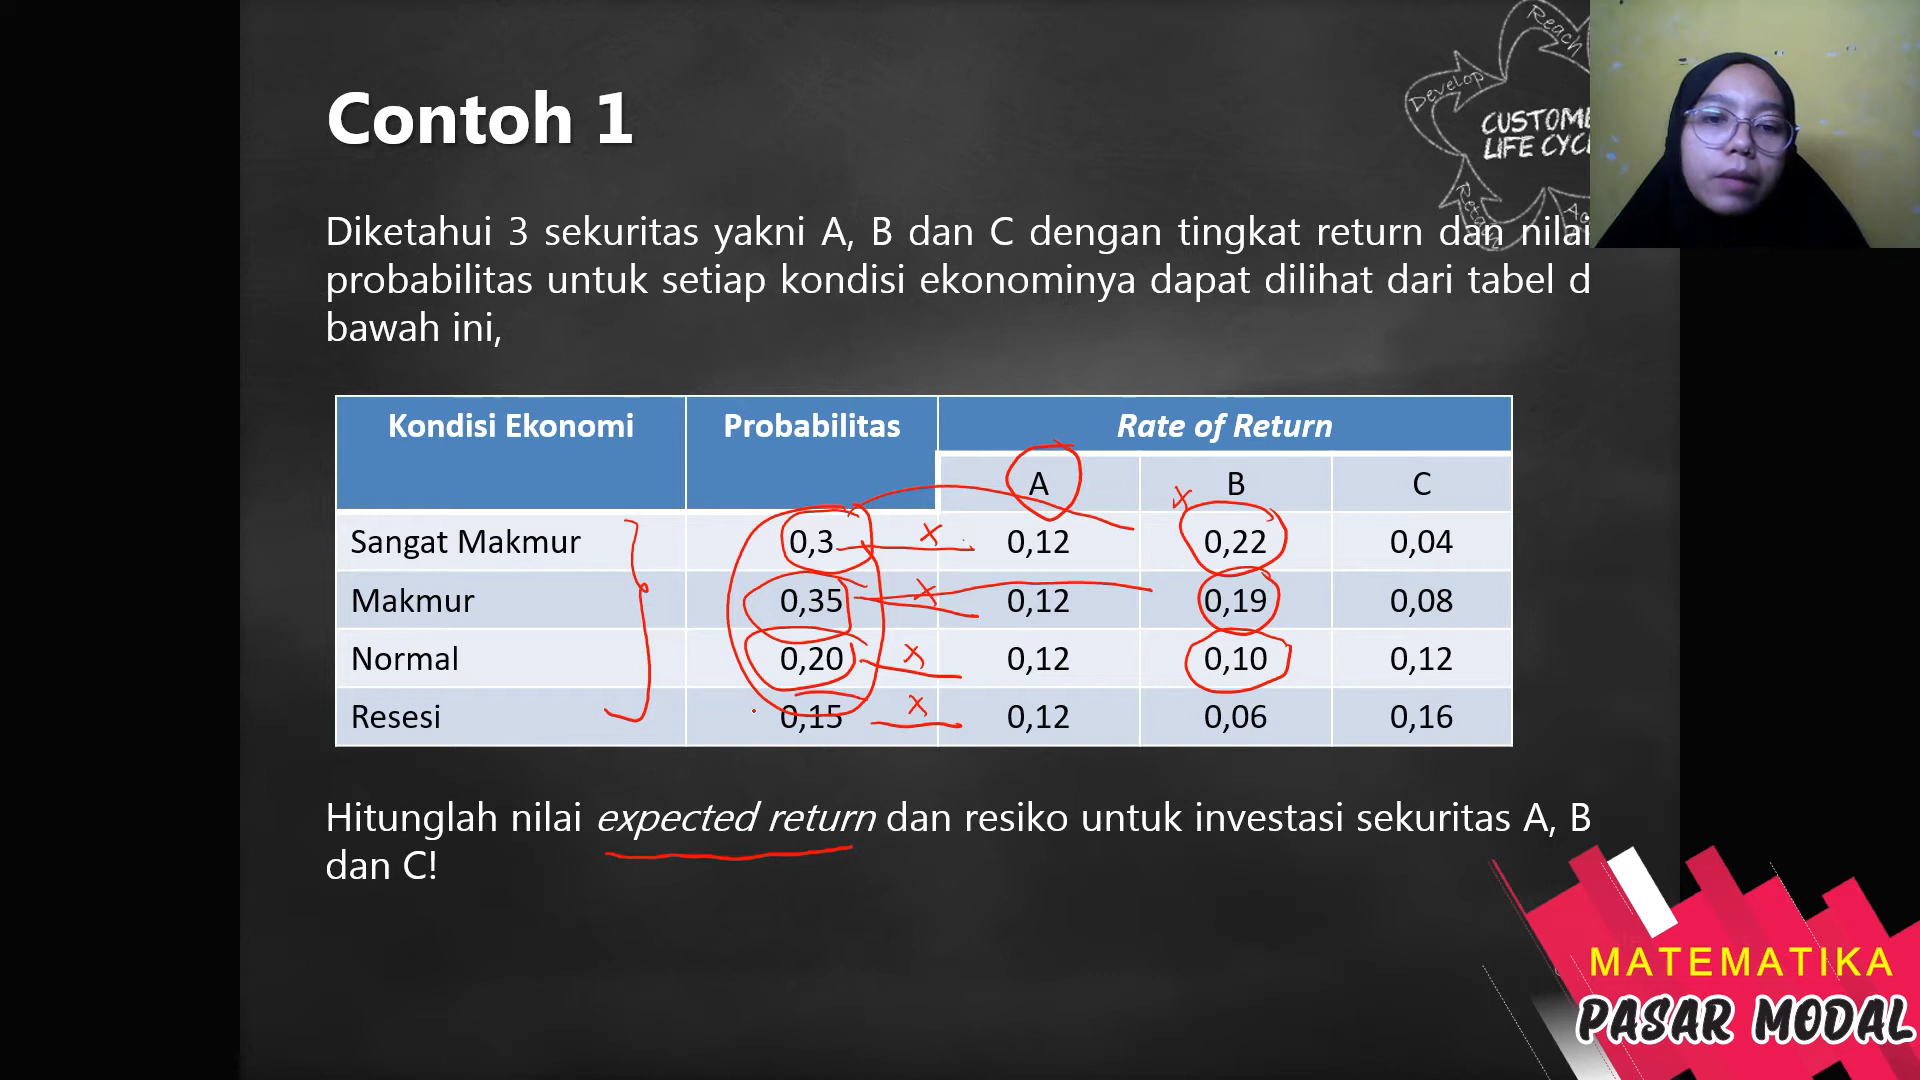 Reach
Develop
CUSTOME
LIFE CYC
Retain
Contoh 1
Diketahui 3 sekuritas yakni A, B dan C dengan tingkat return dan nilai
probabilitas untuk setiap kondisi ekonominya dapat dilihat dari tabel d
bawah ini,
Kondisi Ekonomi Probabilitas Rate of Return
A B C
x
Sangat Makmur 0,3 x 0,12 0,22 0,04
Makmur 0,35 x 0,12 0,19 0,08
Normal 0,20 x 0,12 0,10 0,12
Resesi 0,15 x 0,12 0,06 0,16
Hitunglah nilai expected return dan resiko untuk investasi sekuritas A, B
dan C!
MATEMATIKA
PASAR MODAL